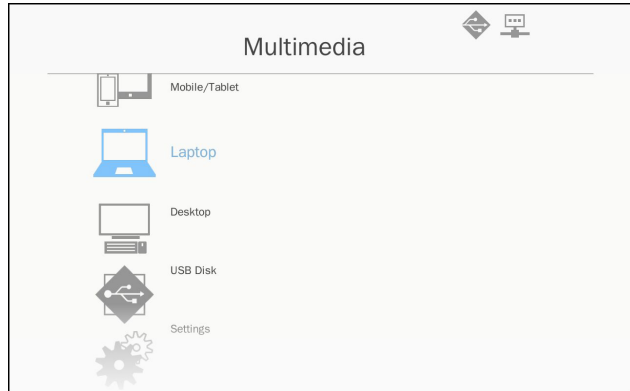 Multimedia
Mobile/Tablet
Laptop
Desktop
USB Disk
Settings